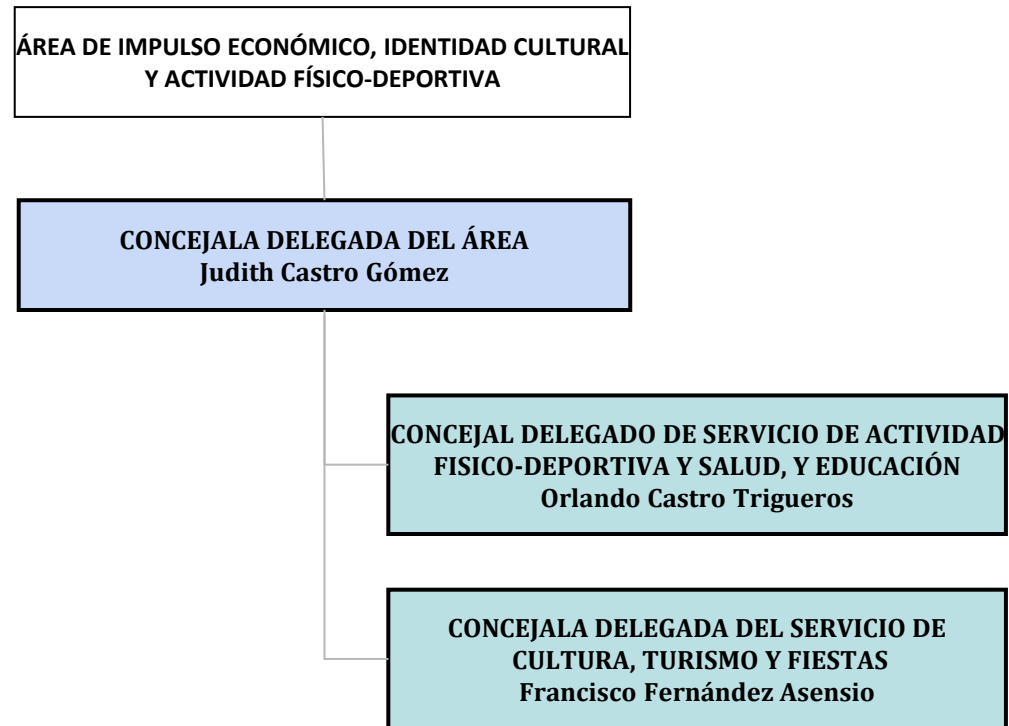 ÁREA DE IMPULSO ECONÓMICO, IDENTIDAD CULTURAL
Y ACTIVIDAD FÍSICO-DEPORTIVA
CONCEJALA DELEGADA DEL ÁREA
Judith Castro Gómez
CONCEJAL DELEGADO DE SERVICIO DE ACTIVIDAD
FISICO-DEPORTIVA Y SALUD, Y EDUCACIÓN
Orlando Castro Trigueros
CONCEJALA DELEGADA DEL SERVICIO DE
CULTURA, TURISMO Y FIESTAS
Francisco Fernández Asensio